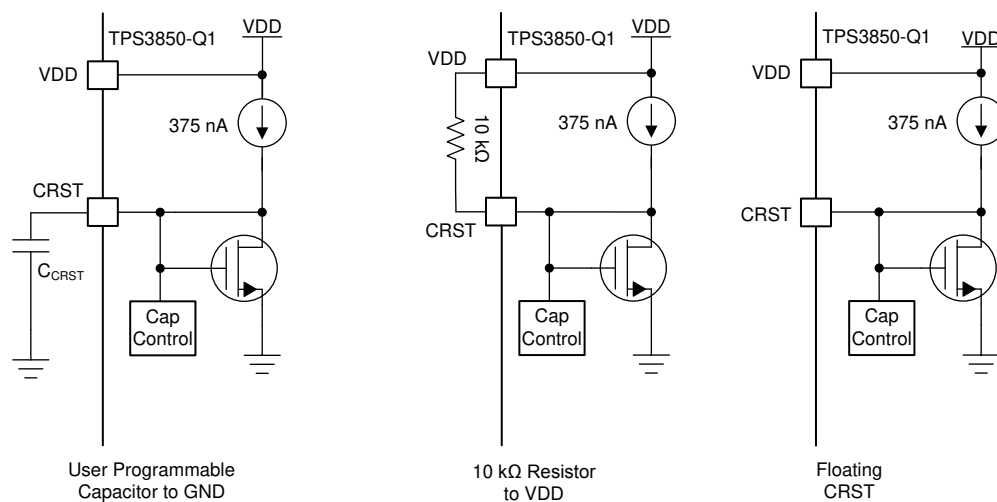 TPS3850-Q1
VDD
VDD
375 nA
CRST
C_CRST
Cap
Control
User Programmable
Capacitor to GND
TPS3850-Q1
VDD
VDD
10 kΩ
375 nA
CRST
Cap
Control
10 kΩ Resistor
to VDD
TPS3850-Q1
VDD
VDD
375 nA
CRST
Cap
Control
Floating
CRST